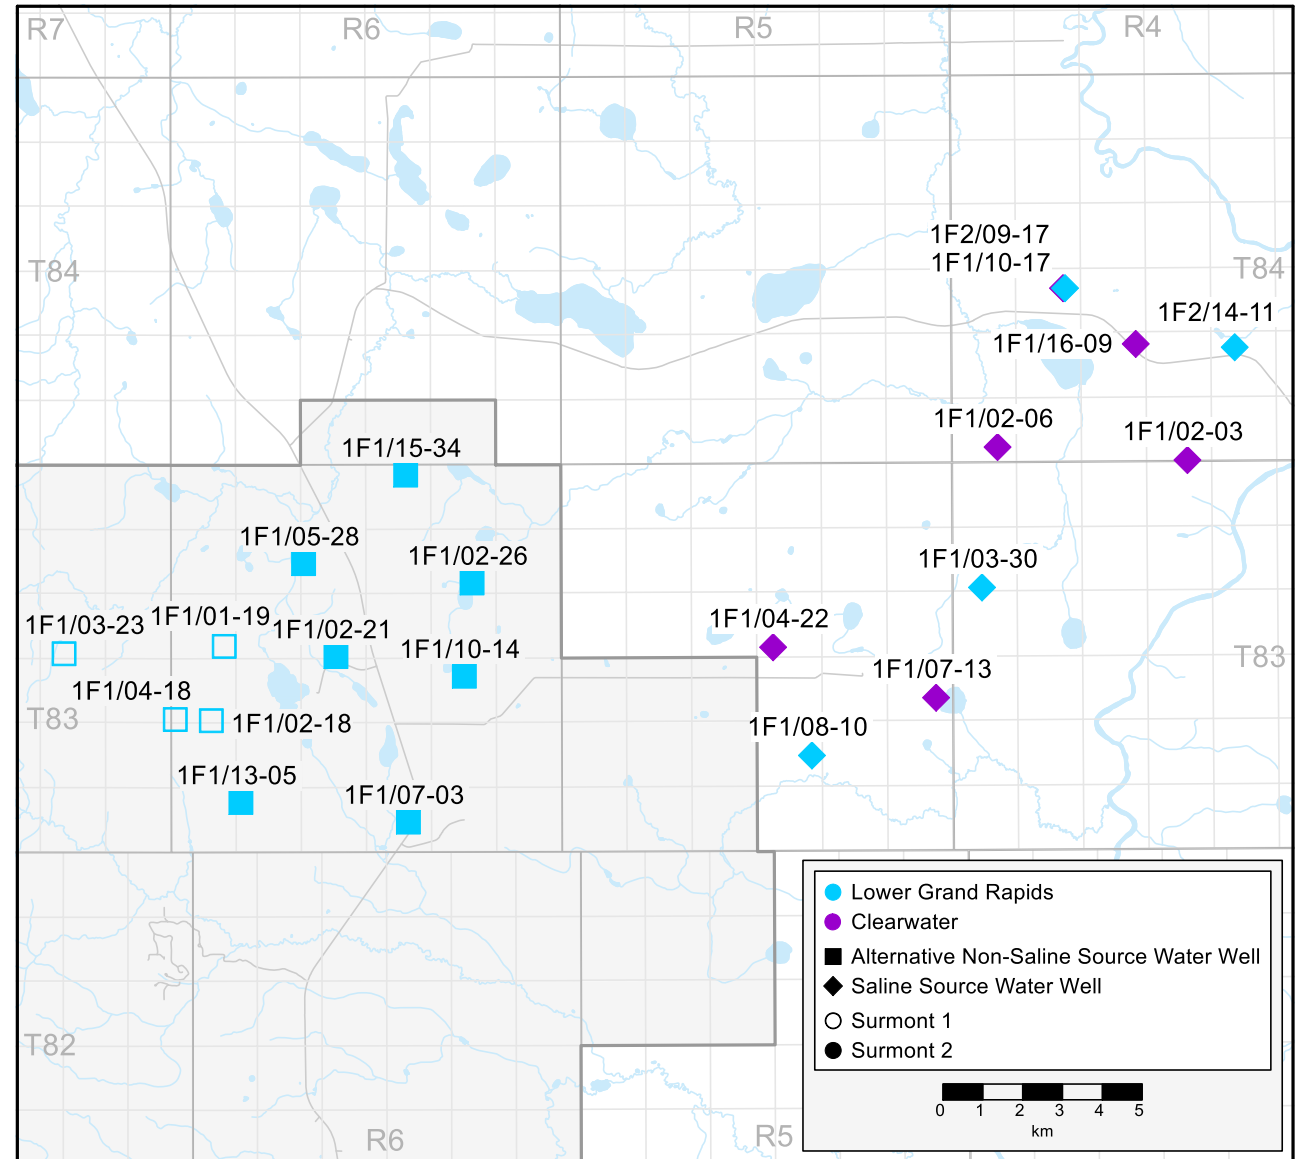 R7
R6
R5
R4
1F2/09-17
1F1/10-17
T84
T84
1F2/14-11
1F1/16-09
1F1/02-06
1F1/02-03
1F1/15-34
1F1/05-28
1F1/02-26
1F1/03-30
1F1/03-23
1F1/01-19
1F1/02-21
1F1/04-22
1F1/10-14
T83
1F1/07-13
1F1/04-18
T83
1F1/02-18
1F1/08-10
1F1/13-05
1F1/07-03
Lower Grand Rapids
Clearwater
Alternative Non-Saline Source Water Well
Saline Source Water Well
Surmont 1
Surmont 2
T82
0 1 2 3 4 5
km
R6
R5